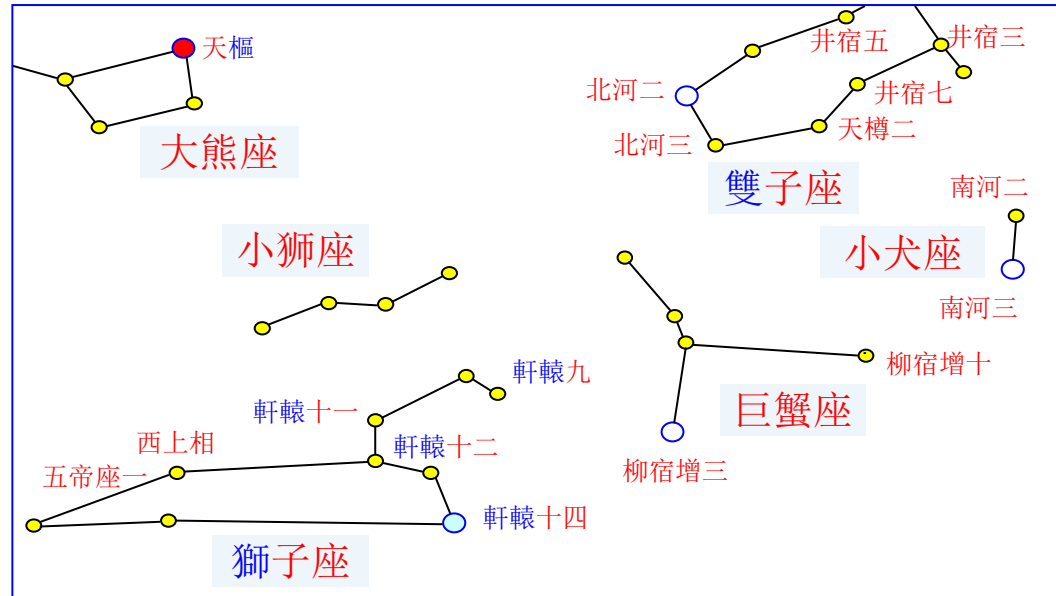 天樞
大熊座
井宿五
井宿三
北河二
井宿七
天樽二
北河三
雙子座
南河二
小犬座
南河三
小狮座
軒轅九
柳宿增十
軒轅十一
巨蟹座
西上相
軒轅十二
五帝座一
柳宿增三
軒轅十四
獅子座